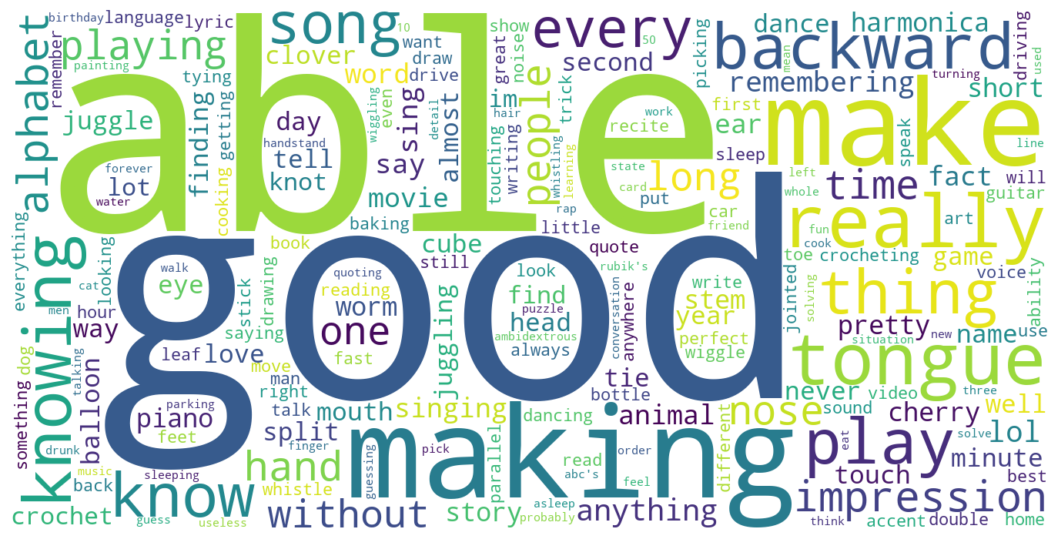 birthday language lyric song 10 show want every dance harmonica
painting playing clover draw noise second picking backward driving
remember tying word drive great people trick remembering mean turning used
alphabet juggle able even im first short
finding getting day sing almost ear recite work make
forever handstand tell say wiggling detail hair sleep speak
lot knot touching writing whistling state long time fact will line
water cooking movie learning card put left whole guitar
everything baking rap car friend fun art really
book little toe cook crocheting
looking eye good cube quote rubik's game voice
cat walk quoting still look write stem solving thing ability
knowing hour stick drawing reading worm find anywhere conversation year jointed
men way saying one puzzle head perfect pretty name use
dog leaf love fast juggling ambidextrous always wiggle situation new tongue
something talking balloon move man tie bottle never video three
parking right mouth singing dancing animal nose sound cherry well
piano talk split making different play solve lol
drunk feet finger pick read order eat minute
music sleeping hand guessing parallel abc's feel touch best
back know whistle story anything impression
crochet guess useless without asleep probably think accent double home